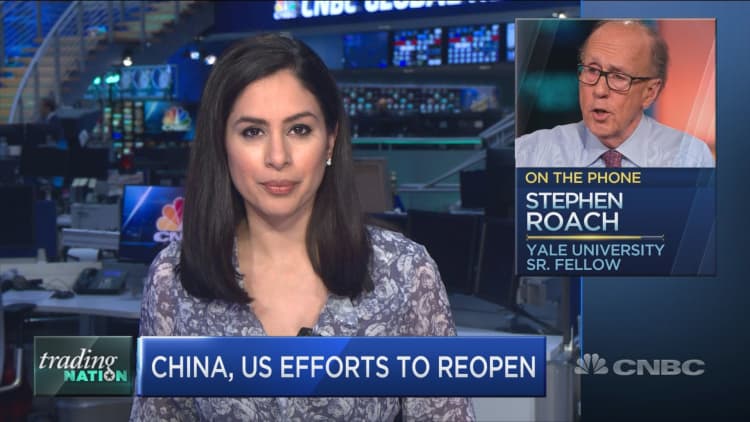 CNBC GLOBAL
ON THE PHONE
STEPHEN
ROACH
YALE UNIVERSITY
SR. FELLOW
trading
NATION
CHINA, US EFFORTS TO REOPEN
CNBC